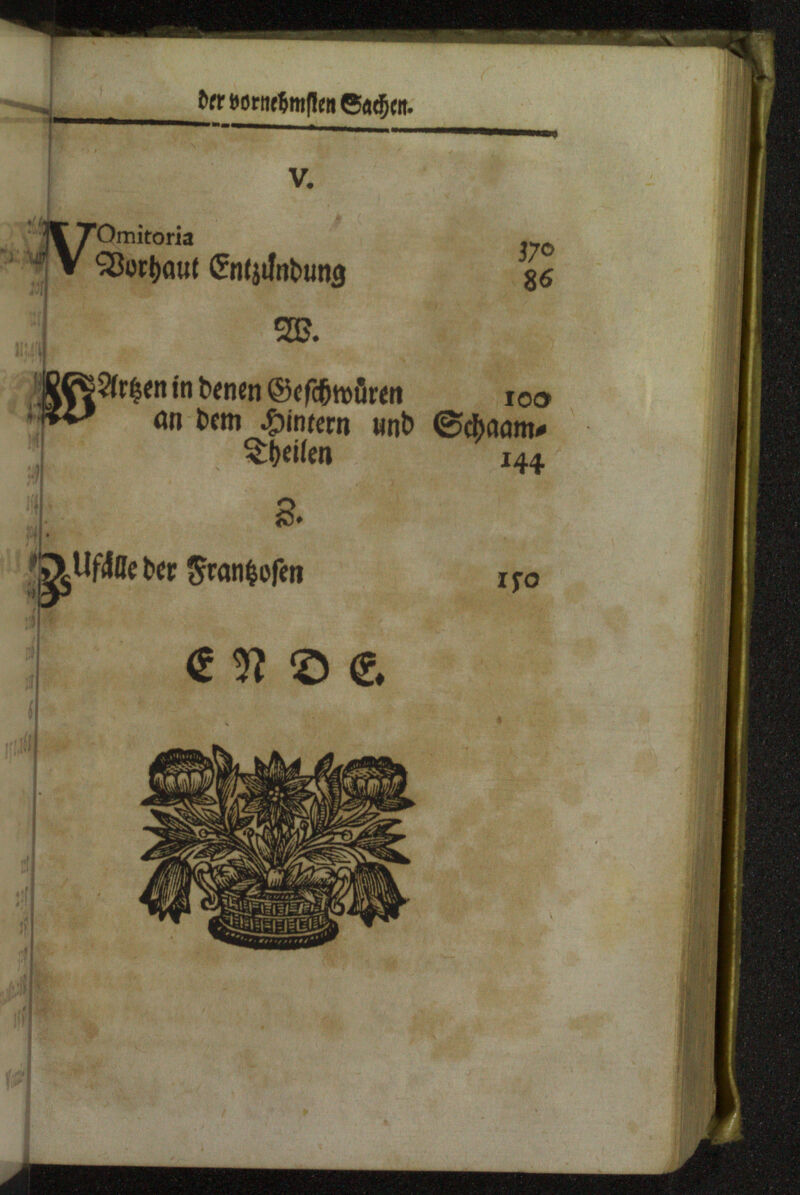 der vornehmsten Sachen.
V.
VOmitoria 370
Vorhaut Entzündung 86
W.
WArtzen in denen Geschwüren 100
an dem Hintern und Schaam-
Theilen 144
Z.
ZUfälle der Frantzosen 150
ENDE.